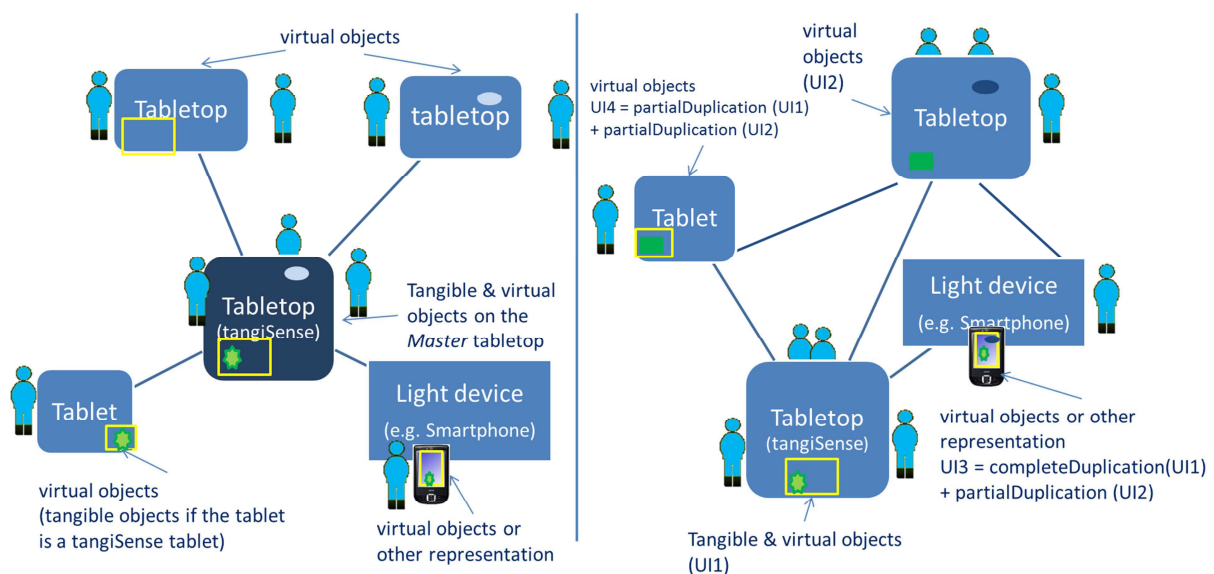 virtual objects
Tabletop
tabletop
Tabletop
(tangiSense)
Tangible & virtual
objects on the
Master tabletop
Tablet
Light device
(e.g. Smartphone)
virtual objects
(tangible objects if the tablet
is a tangiSense tablet)
virtual objects or
other representation
virtual
objects
(UI2)
virtual objects
UI4 = partialDuplication (UI1)
+ partialDuplication (UI2)
Tabletop
Tablet
Light device
(e.g. Smartphone)
Tabletop
(tangiSense)
virtual objects or other
representation
UI3 = completeDuplication(UI1)
+ partialDuplication (UI2)
Tangible & virtual objects
(UI1)